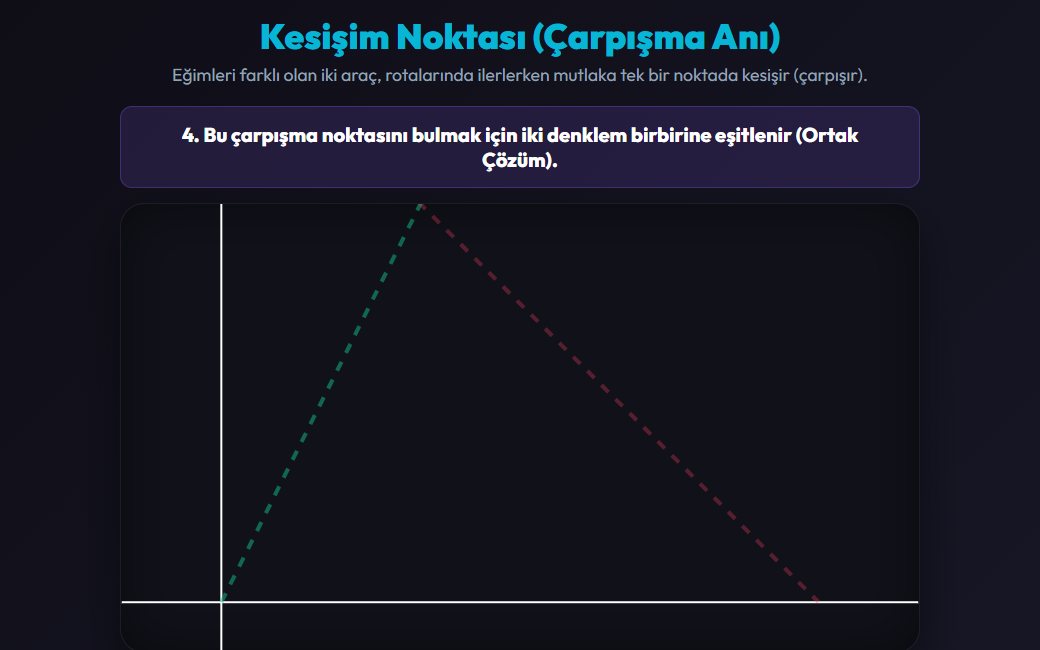 Kesişim Noktası (Çarpışma Anı)
Eğimleri farklı olan iki araç, rotalarında ilerlerken mutlaka tek bir noktada kesişir (çarpışır).
4. Bu çarpışma noktasını bulmak için iki denklem birbirine eşitlenir (Ortak
Çözüm).